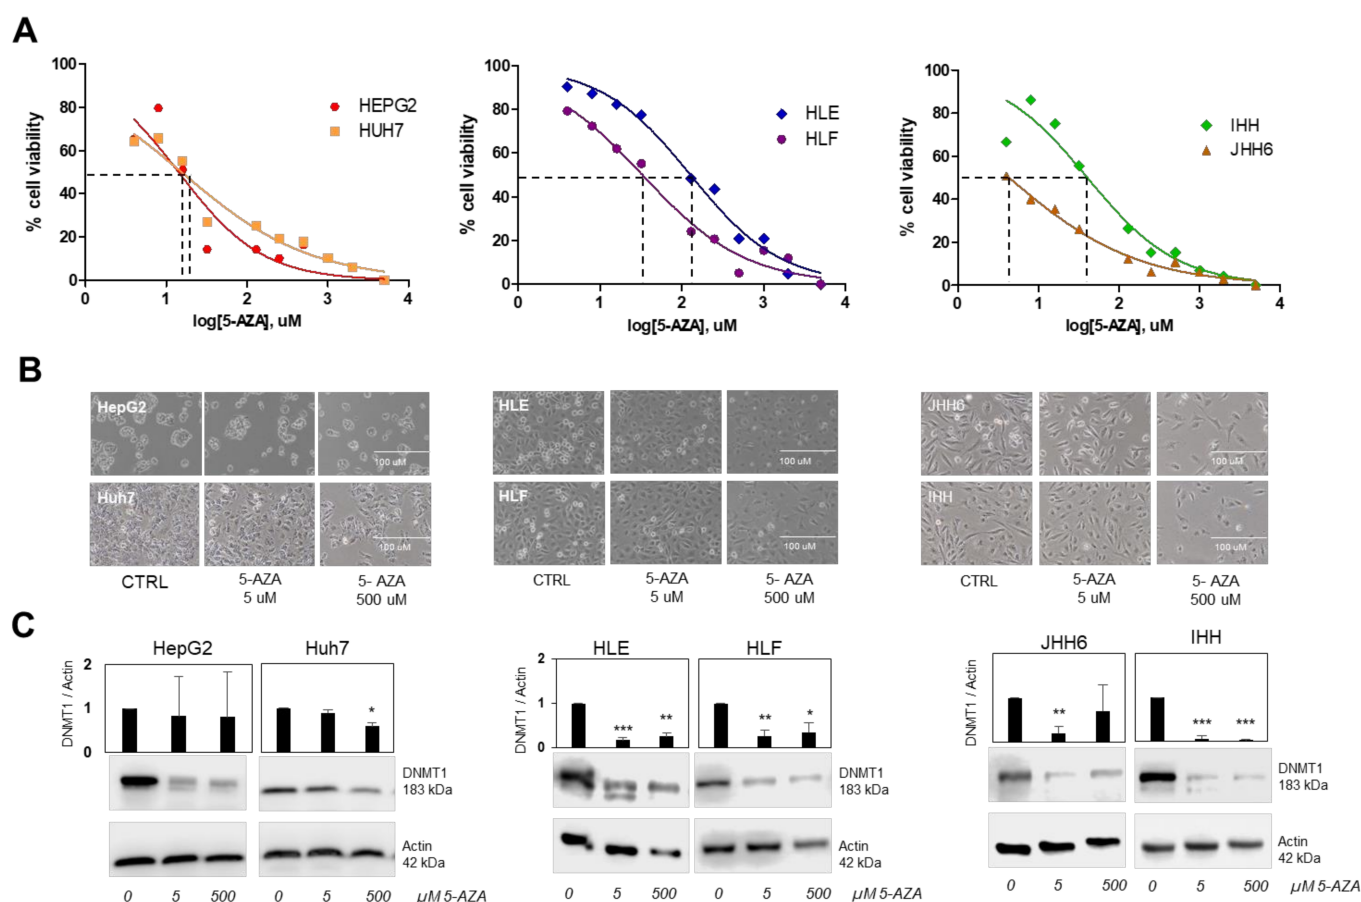 A
100
80
60
40
20
0
% cell viability
HEPG2
HUH7
0 1 2 3 4
log[5-AZA], uM
100
80
60
40
20
0
% cell viability
HLE
HLF
0 1 2 3 4
log[5-AZA], uM
100
80
60
40
20
0
% cell viability
IHH
JHH6
0 1 2 3 4
log[5-AZA], uM
B
HepG2
100 uM
Huh7
100 uM
CTRL
5-AZA
5 uM
5- AZA
500 uM
HLE
100 uM
HLF
100 uM
CTRL
5-AZA
5 uM
5- AZA
500 uM
JHH6
100 uM
IHH
100 uM
CTRL
5-AZA
5 uM
5- AZA
500 uM
C
HepG2 Huh7
DNMT1 / Actin
2
1
0
*
DNMT1
183 kDa
Actin
42 kDa
0 5 500 0 5 500 µM 5-AZA
HLE HLF
DNMT1 / Actin
2
1
0
*** ** ** *
DNMT1
183 kDa
Actin
42 kDa
0 5 500 0 5 500 µM 5-AZA
JHH6 IHH
DNMT1 / Actin
2
1
0
** *** ***
DNMT1
183 kDa
Actin
42 kDa
0 5 500 0 5 500 µM 5-AZA